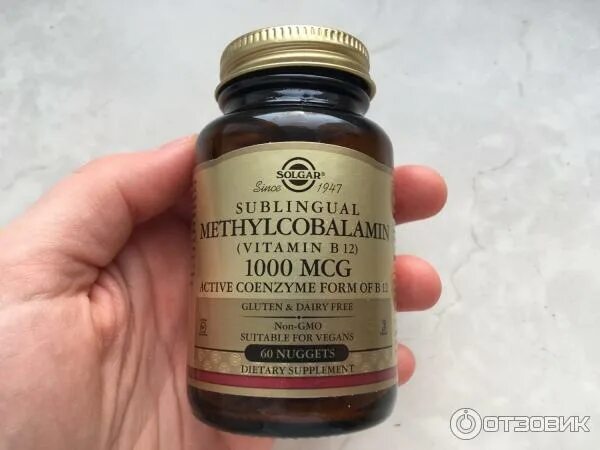 SOLGAR®
Since 1947
SUBLINGUAL
METHYLCOBALAMIN
(VITAMIN B12)
1000 MCG
ACTIVE COENZYME FORM OF B12
GLUTEN & DAIRY FREE
Non-GMO
SUITABLE FOR VEGANS
60 NUGGETS
DIETARY SUPPLEMENT
ОТЗОВИК